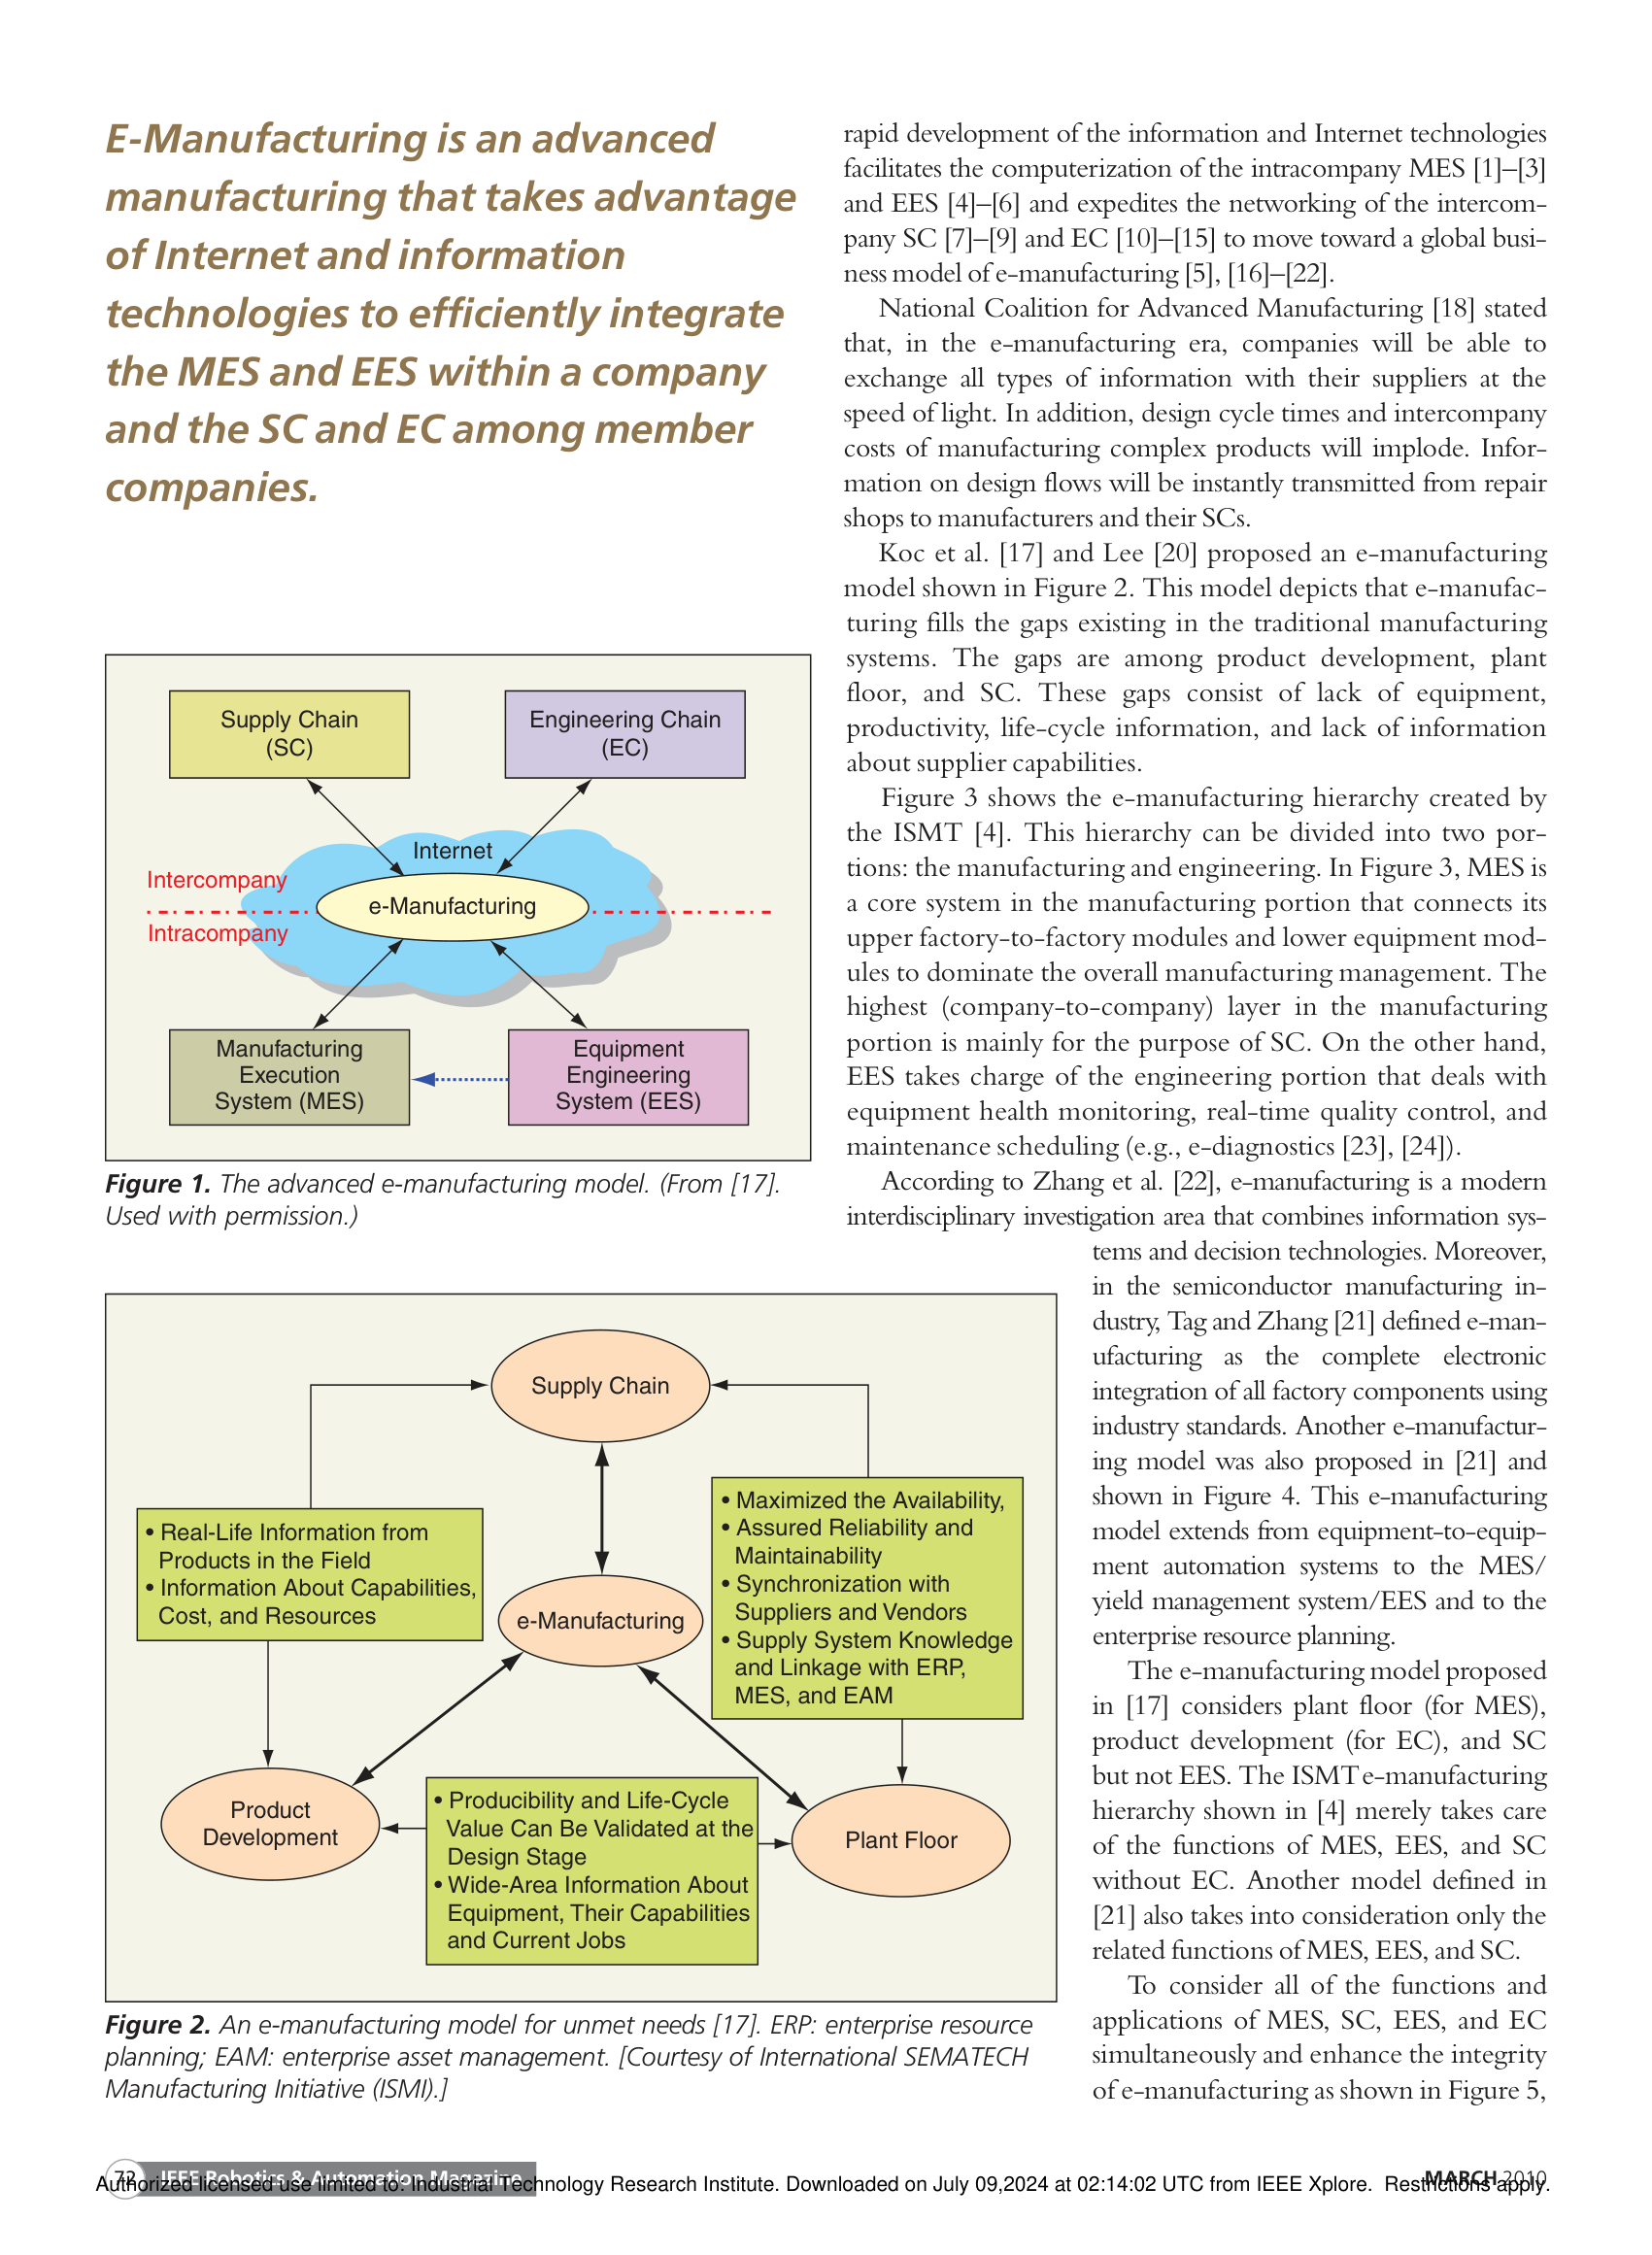 E-Manufacturing is an advanced
manufacturing that takes advantage
of Internet and information
technologies to efficiently integrate
the MES and EES within a company
and the SC and EC among member
companies.
Supply Chain
(SC)
Engineering Chain
(EC)
Internet
Intercompany
e-Manufacturing
Intracompany
Manufacturing
Execution
System (MES)
Equipment
Engineering
System (EES)
Figure 1. The advanced e-manufacturing model. (From [17].
Used with permission.)
Supply Chain
• Real-Life Information from
Products in the Field
• Information About Capabilities,
Cost, and Resources
• Maximized the Availability,
• Assured Reliability and
Maintainability
• Synchronization with
Suppliers and Vendors
• Supply System Knowledge
and Linkage with ERP,
MES, and EAM
e-Manufacturing
Product
Development
• Producibility and Life-Cycle
Value Can Be Validated at the
Design Stage
• Wide-Area Information About
Equipment, Their Capabilities
and Current Jobs
Plant Floor
Figure 2. An e-manufacturing model for unmet needs [17]. ERP: enterprise resource
planning; EAM: enterprise asset management. [Courtesy of International SEMATECH
Manufacturing Initiative (ISMI).]
rapid development of the information and Internet technologies
facilitates the computerization of the intracompany MES [1]–[3]
and EES [4]–[6] and expedites the networking of the intercom-
pany SC [7]–[9] and EC [10]–[15] to move toward a global busi-
ness model of e-manufacturing [5], [16]–[22].
National Coalition for Advanced Manufacturing [18] stated
that, in the e-manufacturing era, companies will be able to
exchange all types of information with their suppliers at the
speed of light. In addition, design cycle times and intercompany
costs of manufacturing complex products will implode. Infor-
mation on design flows will be instantly transmitted from repair
shops to manufacturers and their SCs.
Koc et al. [17] and Lee [20] proposed an e-manufacturing
model shown in Figure 2. This model depicts that e-manufac-
turing fills the gaps existing in the traditional manufacturing
systems. The gaps are among product development, plant
floor, and SC. These gaps consist of lack of equipment,
productivity, life-cycle information, and lack of information
about supplier capabilities.
Figure 3 shows the e-manufacturing hierarchy created by
the ISMT [4]. This hierarchy can be divided into two por-
tions: the manufacturing and engineering. In Figure 3, MES is
a core system in the manufacturing portion that connects its
upper factory-to-factory modules and lower equipment mod-
ules to dominate the overall manufacturing management. The
highest (company-to-company) layer in the manufacturing
portion is mainly for the purpose of SC. On the other hand,
EES takes charge of the engineering portion that deals with
equipment health monitoring, real-time quality control, and
maintenance scheduling (e.g., e-diagnostics [23], [24]).
According to Zhang et al. [22], e-manufacturing is a modern
interdisciplinary investigation area that combines information sys-
tems and decision technologies. Moreover,
in the semiconductor manufacturing in-
dustry, Tag and Zhang [21] defined e-man-
ufacturing as the complete electronic
integration of all factory components using
industry standards. Another e-manufactur-
ing model was also proposed in [21] and
shown in Figure 4. This e-manufacturing
model extends from equipment-to-equip-
ment automation systems to the MES/
yield management system/EES and to the
enterprise resource planning.
The e-manufacturing model proposed
in [17] considers plant floor (for MES),
product development (for EC), and SC
but not EES. The ISMT e-manufacturing
hierarchy shown in [4] merely takes care
of the functions of MES, EES, and SC
without EC. Another model defined in
[21] also takes into consideration only the
related functions of MES, EES, and SC.
To consider all of the functions and
applications of MES, SC, EES, and EC
simultaneously and enhance the integrity
of e-manufacturing as shown in Figure 5,
72 IEEE Robotics & Automation Magazine
MARCH 2010
Authorized licensed use limited to: Industrial Technology Research Institute. Downloaded on July 09,2024 at 02:14:02 UTC from IEEE Xplore. Restrictions apply.